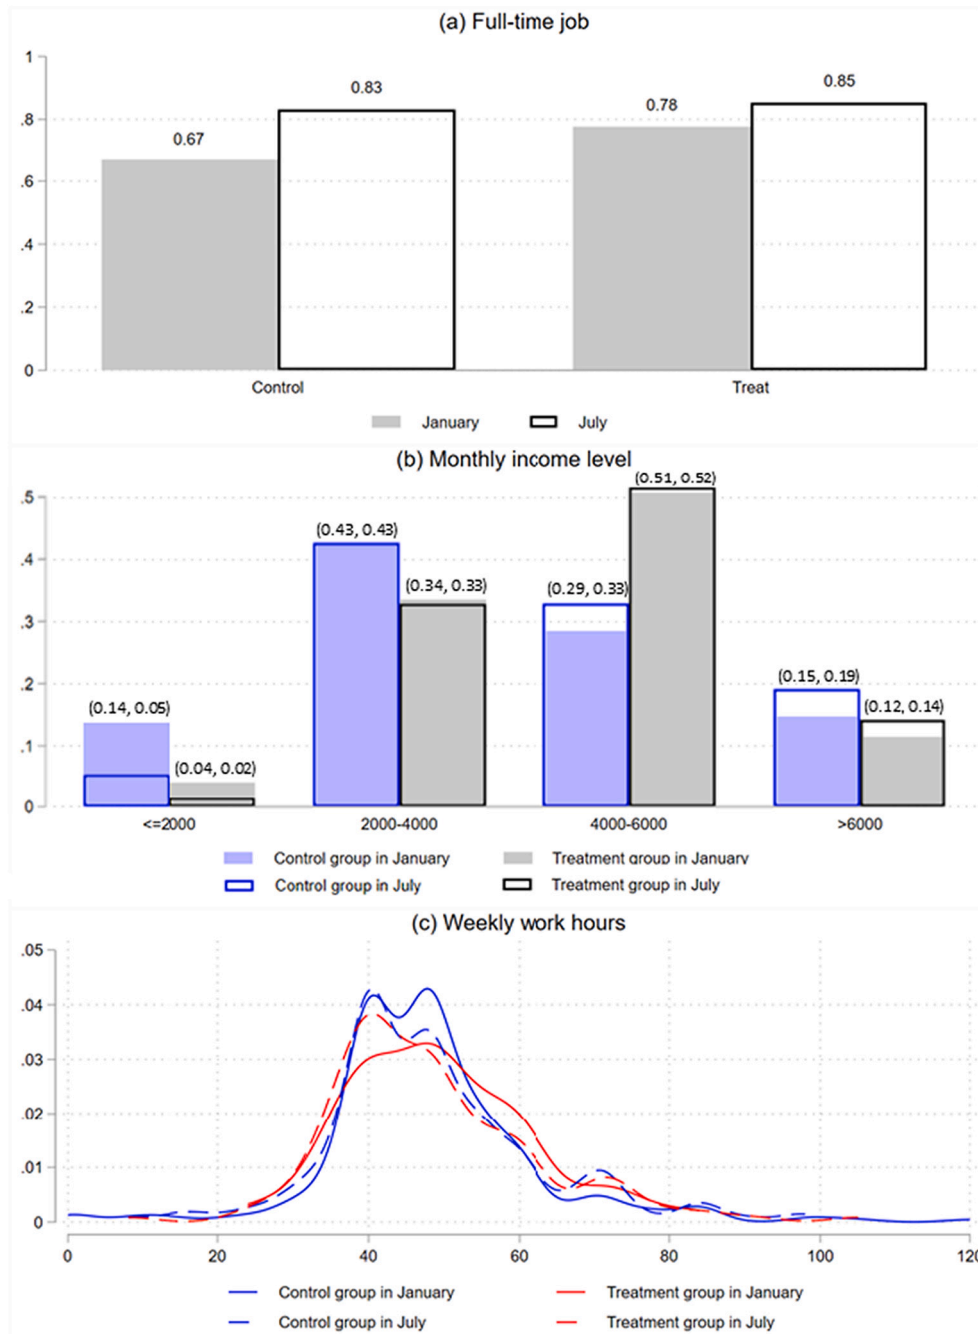 (a) Full-time job
1
.8
.6
.4
.2
0
0.67
0.83
0.78
0.85
Control
Treat
January
July
(b) Monthly income level
.5
.4
.3
.2
.1
0
(0.14, 0.05)
(0.04, 0.02)
(0.43, 0.43)
(0.34, 0.33)
(0.29, 0.33)
(0.51, 0.52)
(0.15, 0.19)
(0.12, 0.14)
<=2000
2000-4000
4000-6000
>6000
Control group in January
Treatment group in January
Control group in July
Treatment group in July
(c) Weekly work hours
.05
.04
.03
.02
.01
0
0
20
40
60
80
100
120
Control group in January
Treatment group in January
Control group in July
Treatment group in July